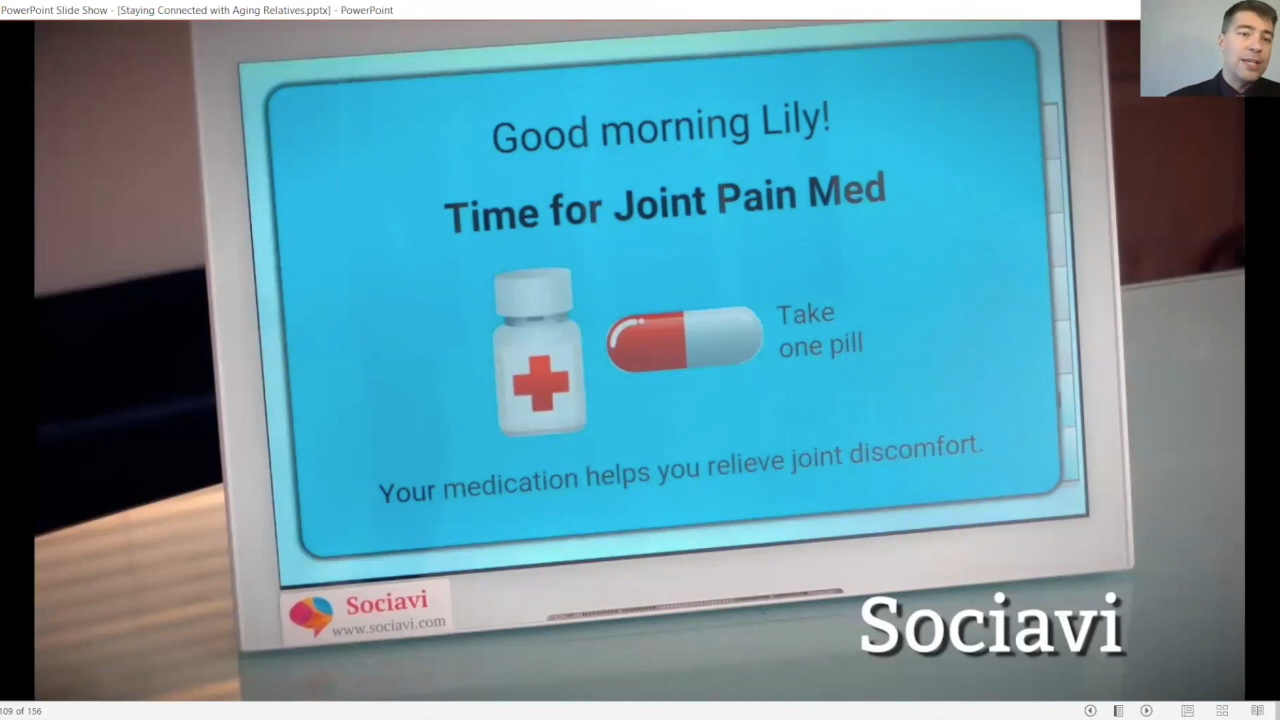 PowerPoint Slide Show - [Staying Connected with Aging Relatives.pptx] - PowerPoint
Good morning Lily!
Time for Joint Pain Med
Take
one pill
Your medication helps you relieve joint discomfort.
Sociavi
www.sociavi.com
Sociavi
109 of 156